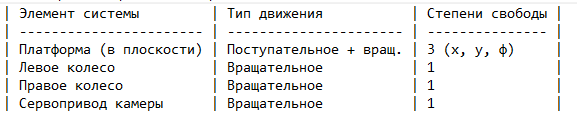 | Элемент системы | Тип движения | Степени свободы |
| ---------------------- | --------------------- | --------------- |
| Платформа (в плоскости) | Поступательное + вращ. | 3 (x, y, ф) |
| Левое колесо | Вращательное | 1 |
| Правое колесо | Вращательное | 1 |
| Сервопривод камеры | Вращательное | 1 |